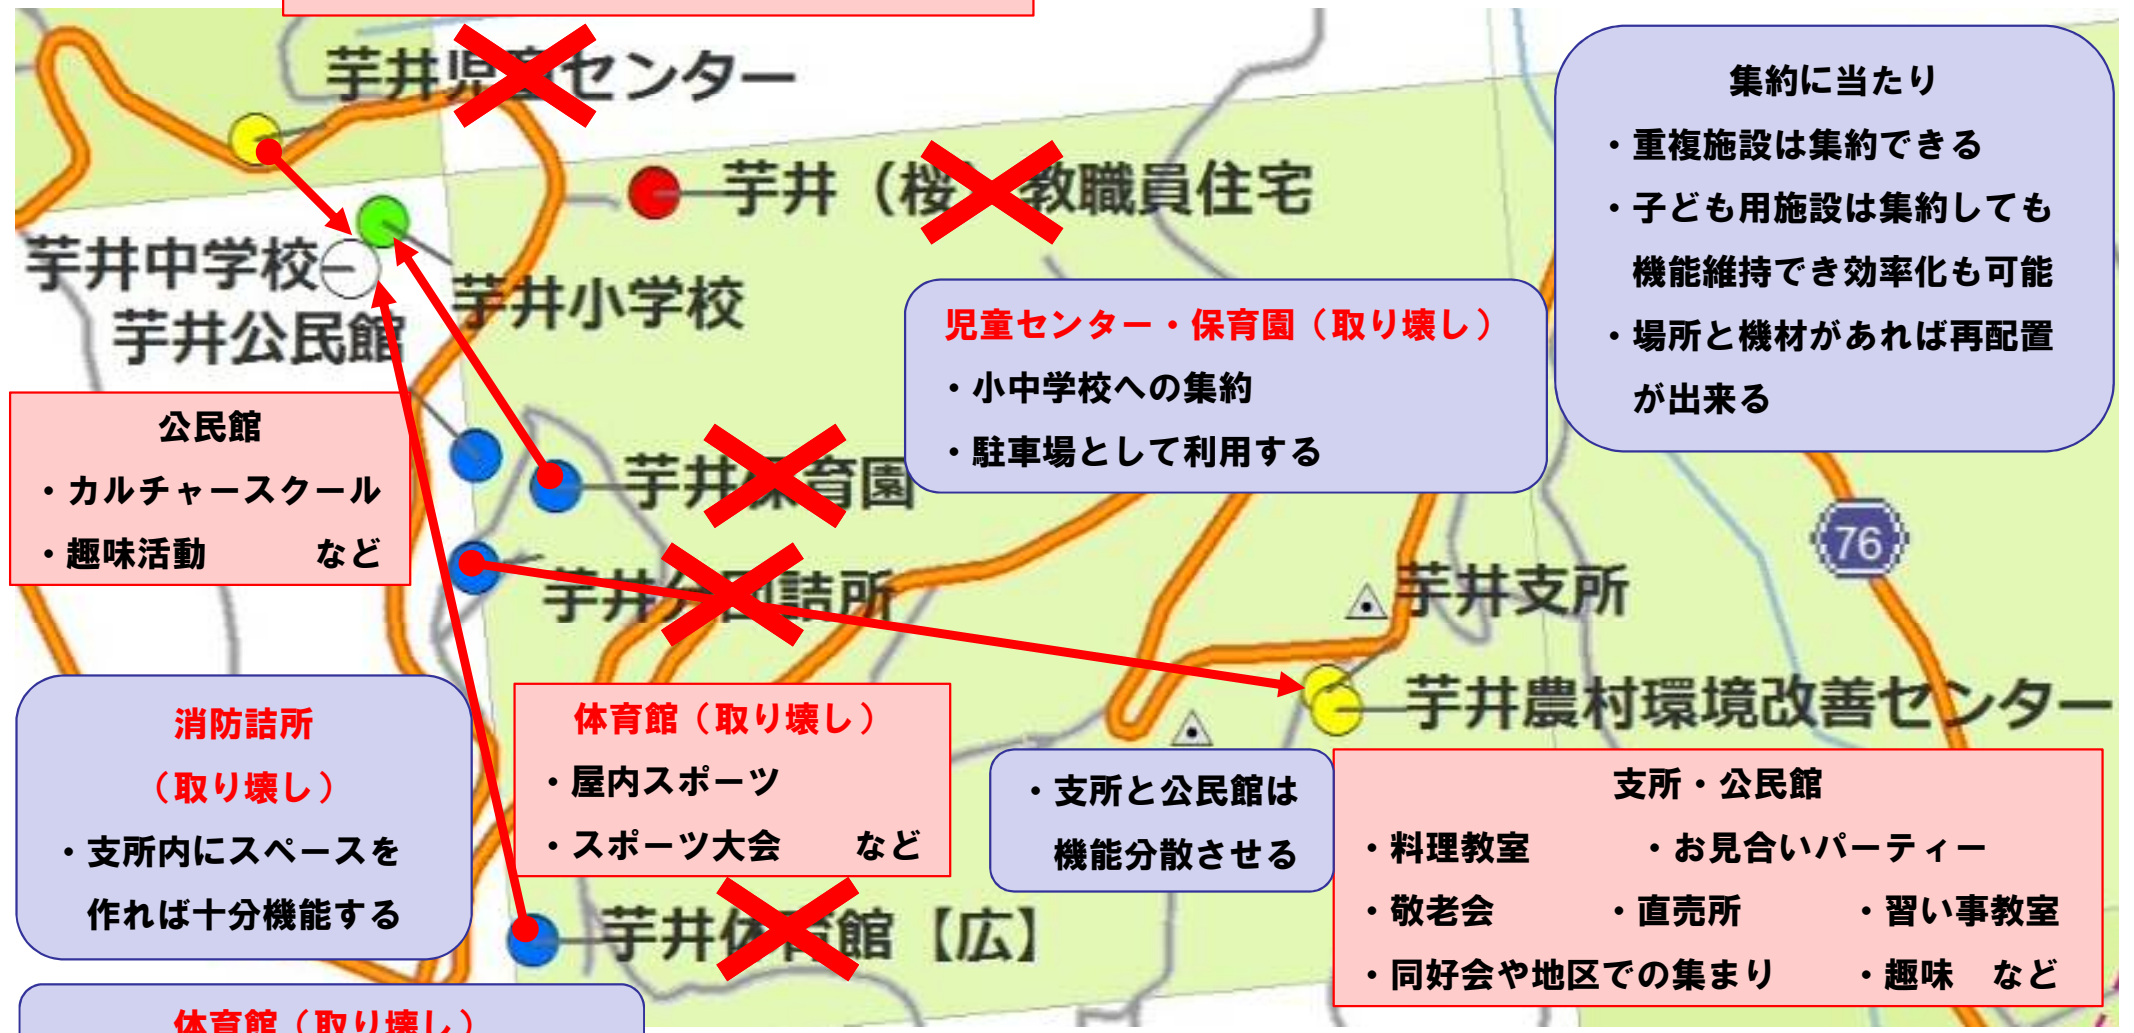 芋井児童センター
芋井（桜）教職員住宅
芋井中学校
芋井小学校
芋井公民館
集約に当たり
・重複施設は集約できる
・子ども用施設は集約しても
機能維持でき効率化も可能
・場所と機材があれば再配置
が出来る
児童センター・保育園（取り壊し）
・小中学校への集約
・駐車場として利用する
公民館
・カルチャースクール
・趣味活動　　　など
芋井保育園
芋井分団詰所
76
芋井支所
芋井農村環境改善センター
消防詰所
（取り壊し）
・支所内にスペースを
作れば十分機能する
体育館（取り壊し）
・屋内スポーツ
・スポーツ大会　　など
・支所と公民館は
機能分散させる
支所・公民館
・料理教室　　　・お見合いパーティー
・敬老会　　　・直売所　　　・習い事教室
・同好会や地区での集まり　　・趣味　など
芋井体育館【広】
体育館（取り壊し）